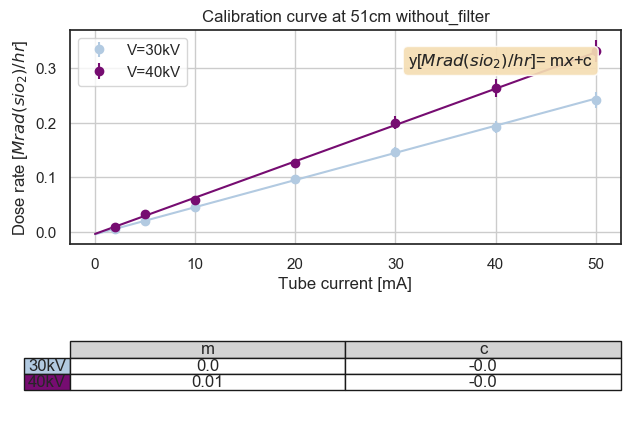 Calibration curve at 51cm without_filter
V=30kV
V=40kV
y[Mrad(sio₂)/hr]= mx+c
Dose rate [Mrad(sio₂)/hr]
0.3
0.2
0.1
0.0
0 10 20 30 40 50
Tube current [mA]
m c
30kV 0.0 -0.0
40kV 0.01 -0.0